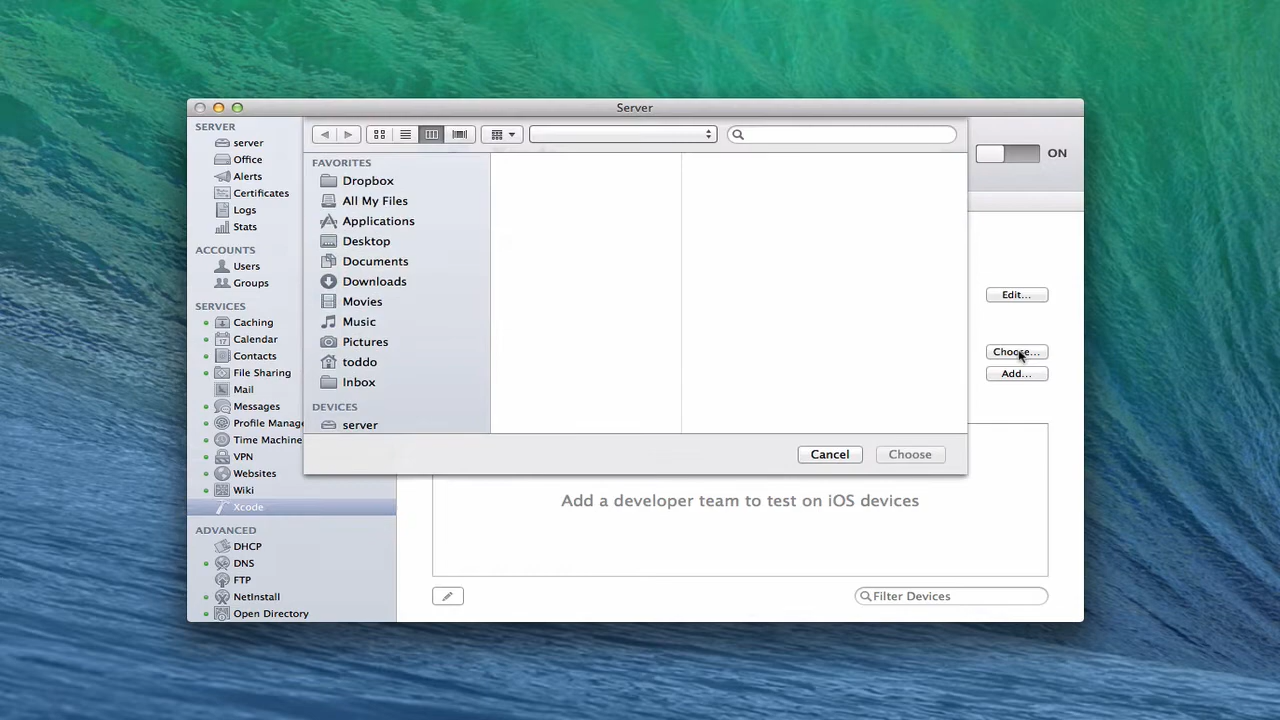 Server
SERVER
server
Office
Alerts
Certificates
Logs
Stats
ACCOUNTS
Users
Groups
SERVICES
Caching
Calendar
Contacts
File Sharing
Mail
Messages
Profile Manag
Time Machine
VPN
Websites
Wiki
Xcode
ADVANCED
DHCP
DNS
FTP
NetInstall
Open Directory
FAVORITES
Dropbox
All My Files
Applications
Desktop
Documents
Downloads
Movies
Music
Pictures
toddo
Inbox
DEVICES
server
Cancel
Choose
ON
Edit...
Choose...
Add...
Add a developer team to test on iOS devices
Filter Devices